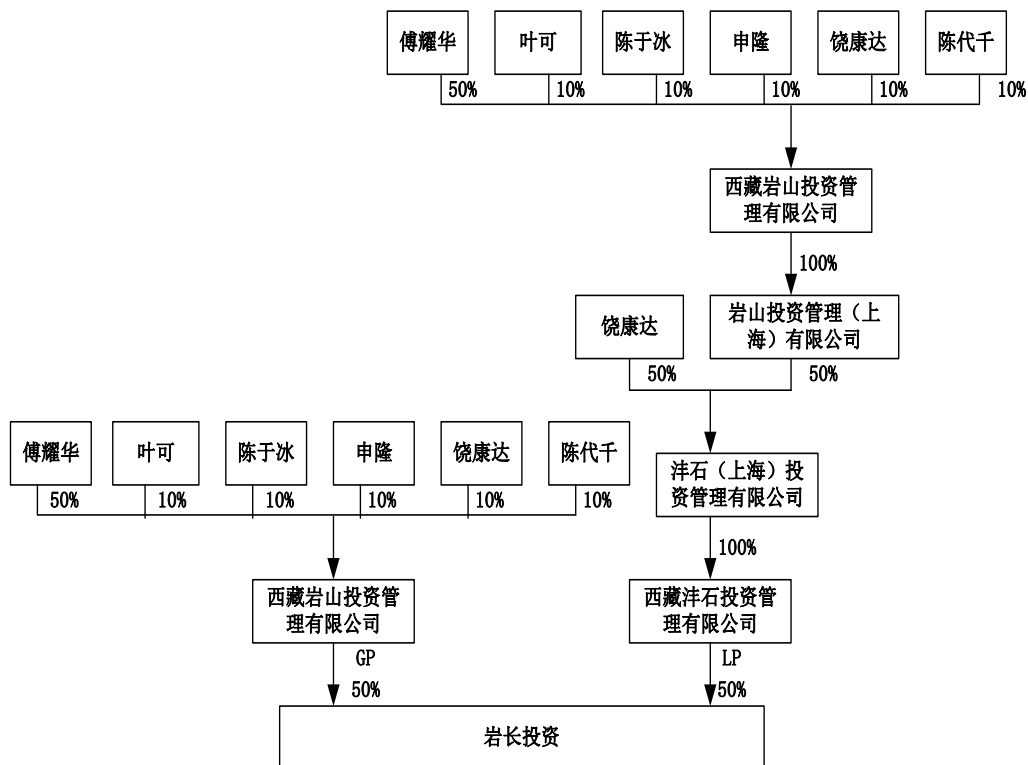 傅耀华
叶可
陈于冰
申隆
饶康达
陈代千
50%
10%
10%
10%
10%
10%
西藏岩山投资管
理有限公司
100%
饶康达
岩山投资管理（上
海）有限公司
50%
50%
傅耀华
叶可
陈于冰
申隆
饶康达
陈代千
50%
10%
10%
10%
10%
10%
沣石（上海）投
资管理有限公司
100%
西藏岩山投资管
理有限公司
西藏沣石投资管
理有限公司
GP
LP
50%
50%
岩长投资